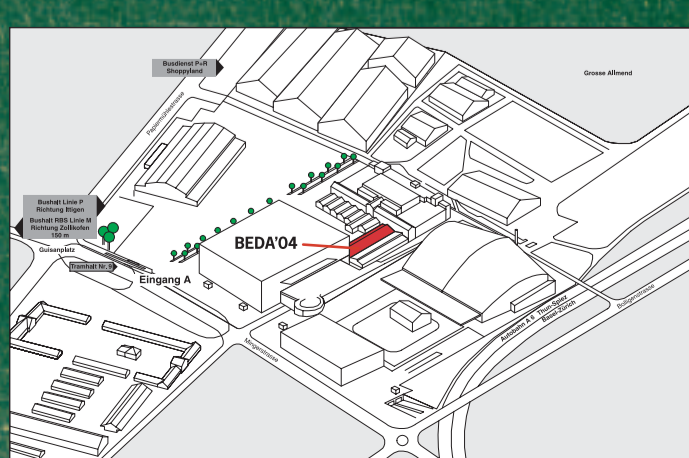 Busdienst P+R
Shoppyland
Grosse Allmend
Papiermühlestrasse
Bushalt Linie P
Richtung Ittigen
Bushalt RBS Linie M
Richtung Zollikofen
150 m
Guisanplatz
Tramhalt Nr. 9
Eingang A
BEDA'04
Mingerstrasse
Autobahn A 6 Thun-Spiez
Basel-Zürich
Bolligenstrasse